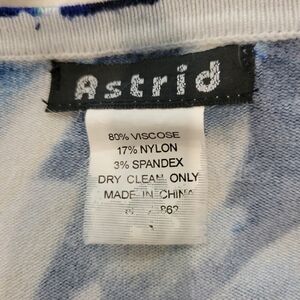 Astrid
80% VISCOSE
17% NYLON
3% SPANDEX
DRY CLEAN ONLY
MADE IN CHINA